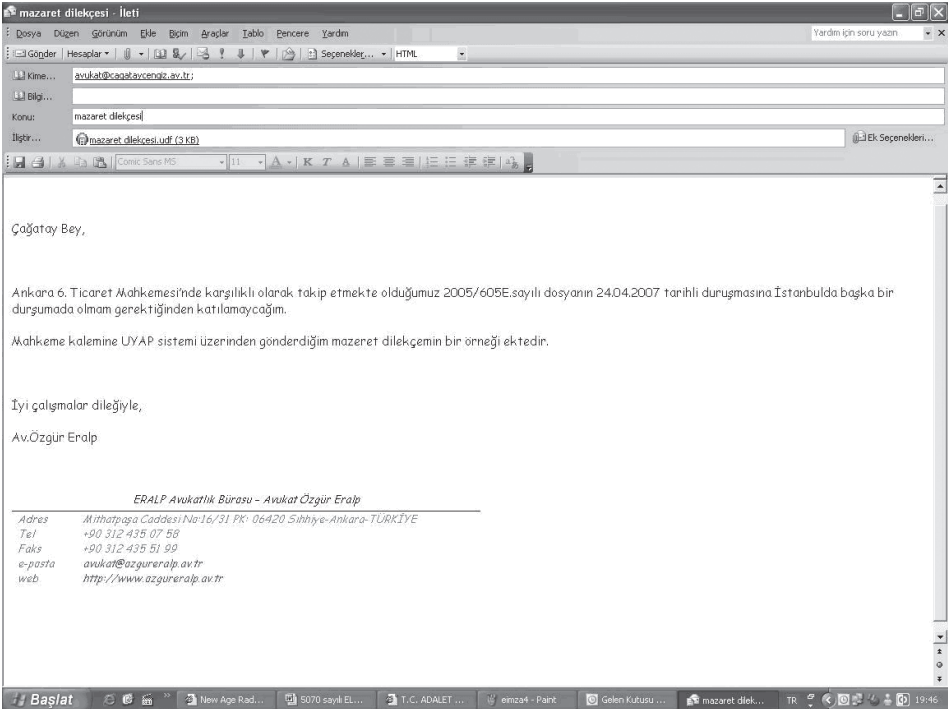 mazaret dilekçesi - İleti
Dosya Düzen Görünüm Ekle Biçim Araçlar Tablo Pencere Yardım
Yardım için soru yazın
Gönder Hesaplar Seçenekler... HTML
Kime... avukat@cagataycengiz.av.tr;
Bilgi...
Konu: mazaret dilekçesi
İliştir... mazaret dilekçesi.udf (3 KB) Ek Seçenekleri...
Comic Sans MS 11 A K T A
Çağatay Bey,
Ankara 6. Ticaret Mahkemesi'nde karşılıklı olarak takip etmekte olduğumuz 2005/605E.sayılı dosyanın 24.04.2007 tarihli duruşmasına İstanbulda başka bir
durşumada olmam gerektiğinden katılamaycağım.
Mahkeme kalemine UYAP sistemi üzerinden gönderdiğim mazeret dilekçemin bir örneği ektedir.
İyi çalışmalar dileğiyle,
Av.Özgür Eralp
ERALP Avukatlık Bürosu – Avukat Özgür Eralp
Adres Mithatpaşa Caddesi No:16/31 PK: 06420 Sıhhiye-Ankara-TÜRKİYE
Tel +90 312 435 07 58
Faks +90 312 435 51 99
e-posta avukat@ozgureralp.av.tr
web http://www.ozgureralp.av.tr
Başlat New Age Rad... 5070 sayılı EL... T.C. ADALET ... eimza4 - Paint Gelen Kutusu ... mazaret dilek... TR 19:46